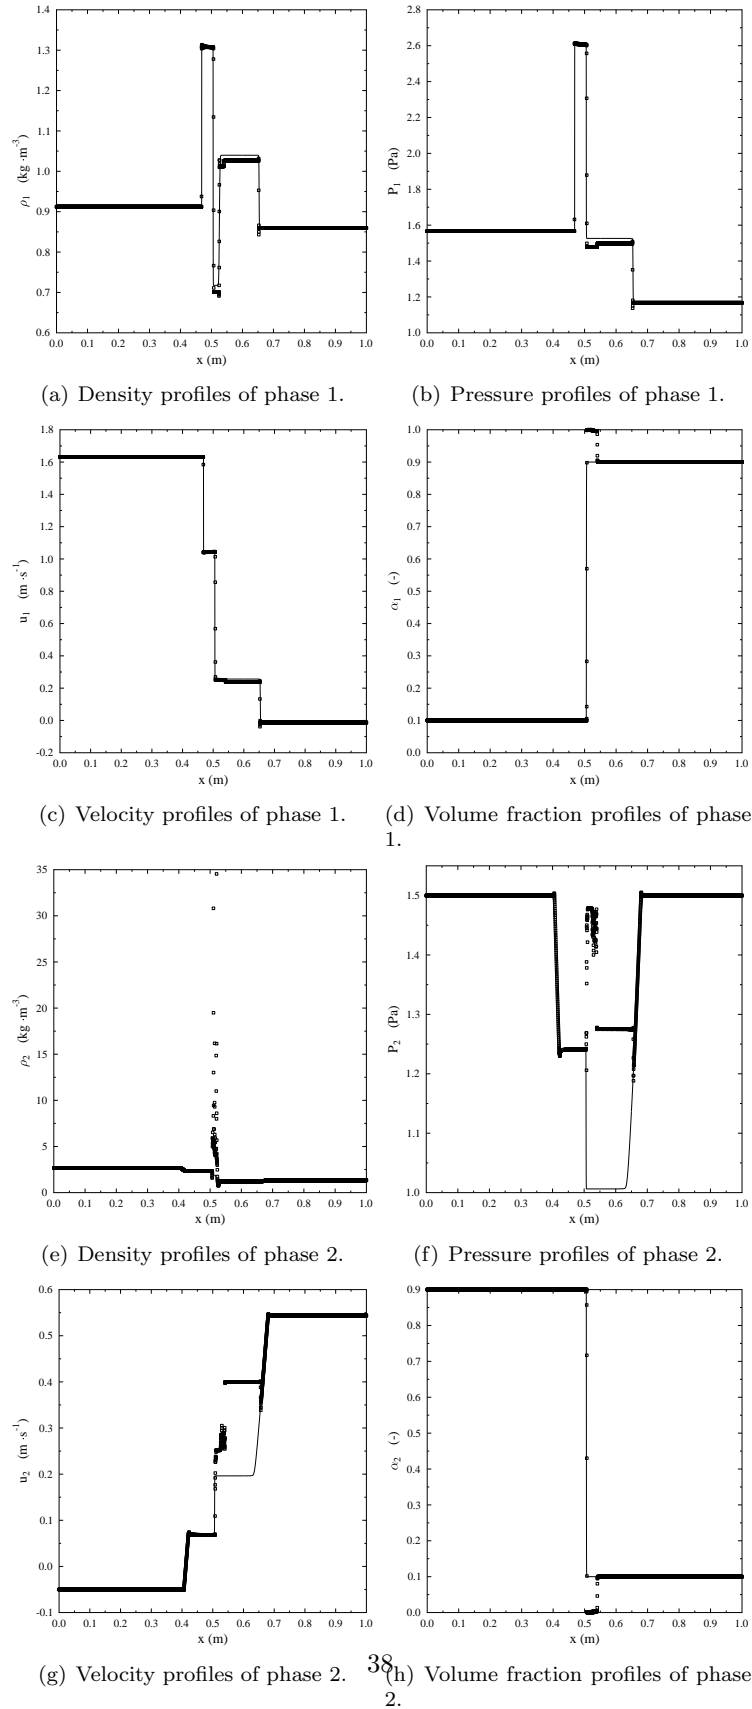 1.4
1.3
1.2
1.1
1.0
0.9
0.8
0.7
0.6
ρ1 (kg ·m-3)
0.0 0.1 0.2 0.3 0.4 0.5 0.6 0.7 0.8 0.9 1.0
x (m)
2.6
2.4
2.2
2.0
1.8
1.6
1.4
1.2
1.0
P1 (Pa)
0.0 0.1 0.2 0.3 0.4 0.5 0.6 0.7 0.8 0.9 1.0
x (m)
(a) Density profiles of phase 1.
(b) Pressure profiles of phase 1.
1.8
1.6
1.4
1.2
1.0
0.8
0.6
0.4
0.2
0.0
-0.2
u1 (m ·s-1)
0.0 0.1 0.2 0.3 0.4 0.5 0.6 0.7 0.8 0.9 1.0
x (m)
1.0
0.9
0.8
0.7
0.6
0.5
0.4
0.3
0.2
0.1
0.0
α1 (-)
0.0 0.1 0.2 0.3 0.4 0.5 0.6 0.7 0.8 0.9 1.0
x (m)
(c) Velocity profiles of phase 1.
(d) Volume fraction profiles of phase
1.
35
30
25
20
15
10
5
0
ρ2 (kg ·m-3)
0.0 0.1 0.2 0.3 0.4 0.5 0.6 0.7 0.8 0.9 1.0
x (m)
1.5
1.4
1.3
1.2
1.1
1.0
P2 (Pa)
0.0 0.1 0.2 0.3 0.4 0.5 0.6 0.7 0.8 0.9 1.0
x (m)
(e) Density profiles of phase 2.
(f) Pressure profiles of phase 2.
0.6
0.5
0.4
0.3
0.2
0.1
0.0
-0.1
u2 (m ·s-1)
0.0 0.1 0.2 0.3 0.4 0.5 0.6 0.7 0.8 0.9 1.0
x (m)
0.9
0.8
0.7
0.6
0.5
0.4
0.3
0.2
0.1
0.0
α2 (-)
0.0 0.1 0.2 0.3 0.4 0.5 0.6 0.7 0.8 0.9 1.0
x (m)
(g) Velocity profiles of phase 2.
38
(h) Volume fraction profiles of phase
2.